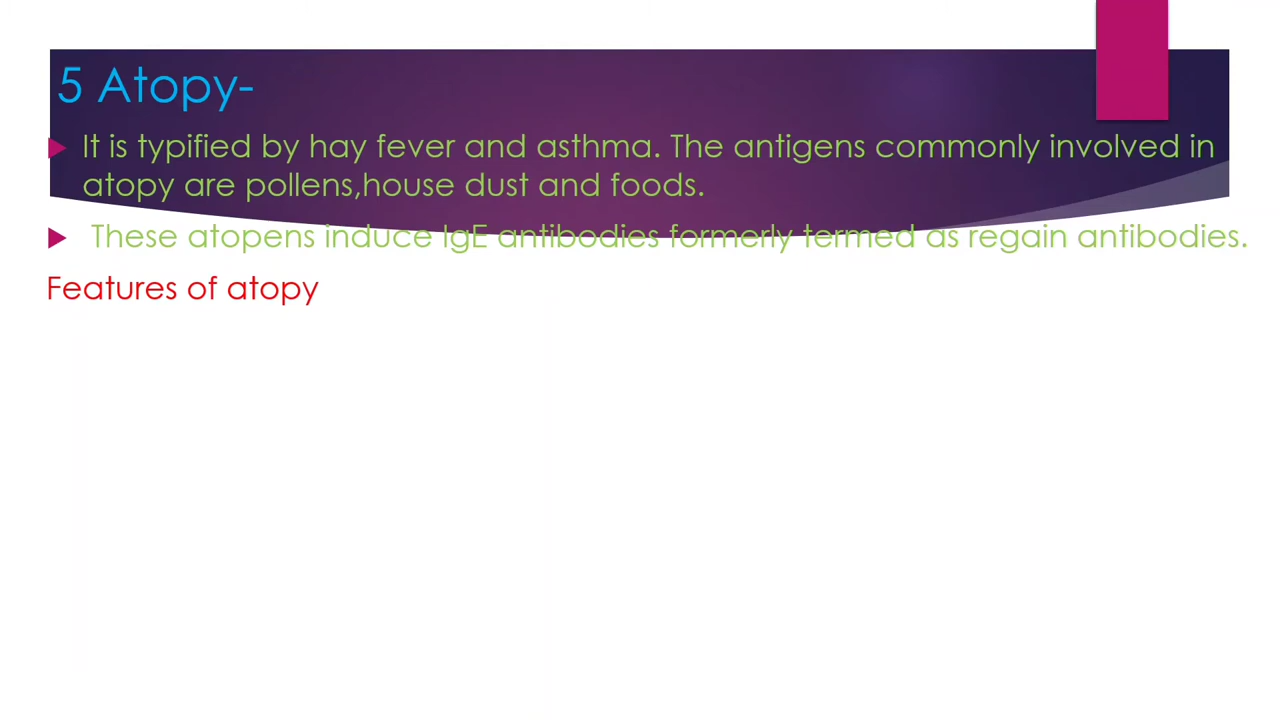 5 Atopy-
It is typified by hay fever and asthma. The antigens commonly involved in
atopy are pollens,house dust and foods.
These atopens induce IgE antibodies formerly termed as regain antibodies.
Features of atopy